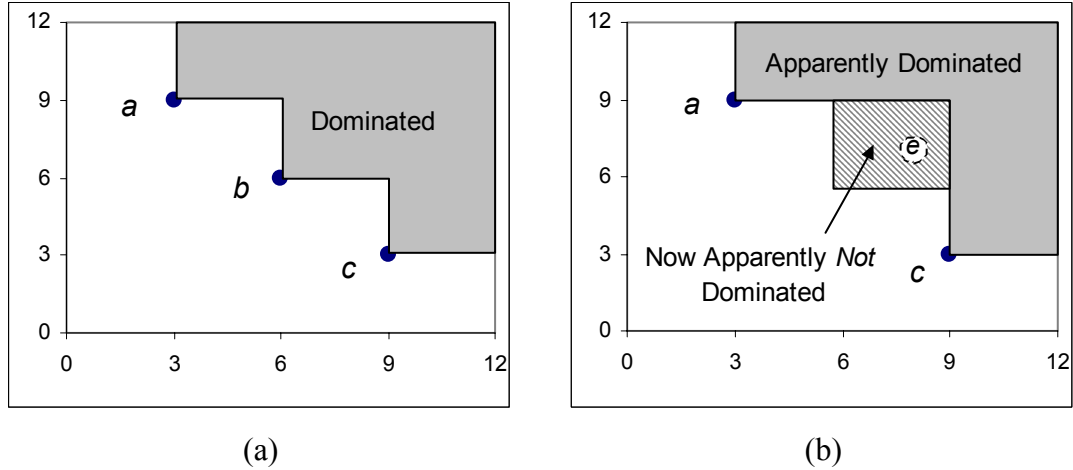 12
9
6
3
0
0 3 6 9 12
a
b
c
Dominated
(a)
12
9
6
3
0
0 3 6 9 12
Apparently Dominated
a
e
Now Apparently Not
Dominated
c
(b)